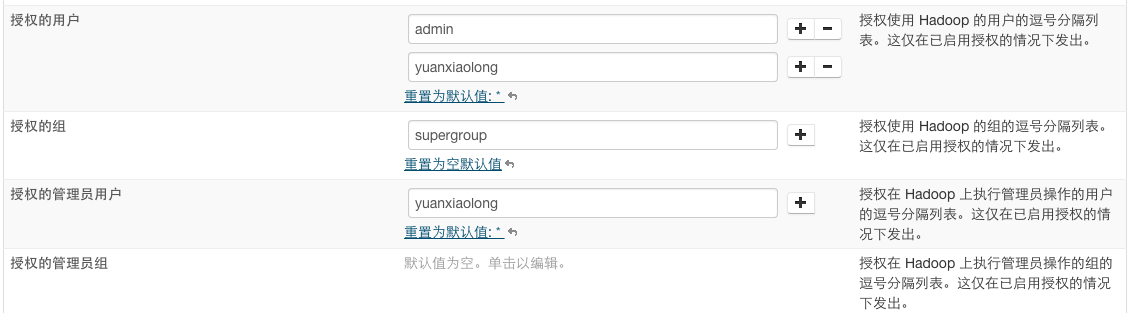 授权的用户
admin
授权使用 Hadoop 的用户的逗号分隔列
表。这仅在已启用授权的情况下发出。
yuanxiaolong
重置为默认值: *
授权的组
supergroup
授权使用 Hadoop 的组的逗号分隔列表。
这仅在已启用授权的情况下发出。
重置为空默认值
授权的管理员用户
yuanxiaolong
授权在 Hadoop 上执行管理员操作的用户
的逗号分隔列表。这仅在已启用授权的情
况下发出。
重置为默认值: *
授权的管理员组
默认值为空。单击以编辑。
授权在 Hadoop 上执行管理员操作的组的
逗号分隔列表。这仅在已启用授权的情况
下发出。